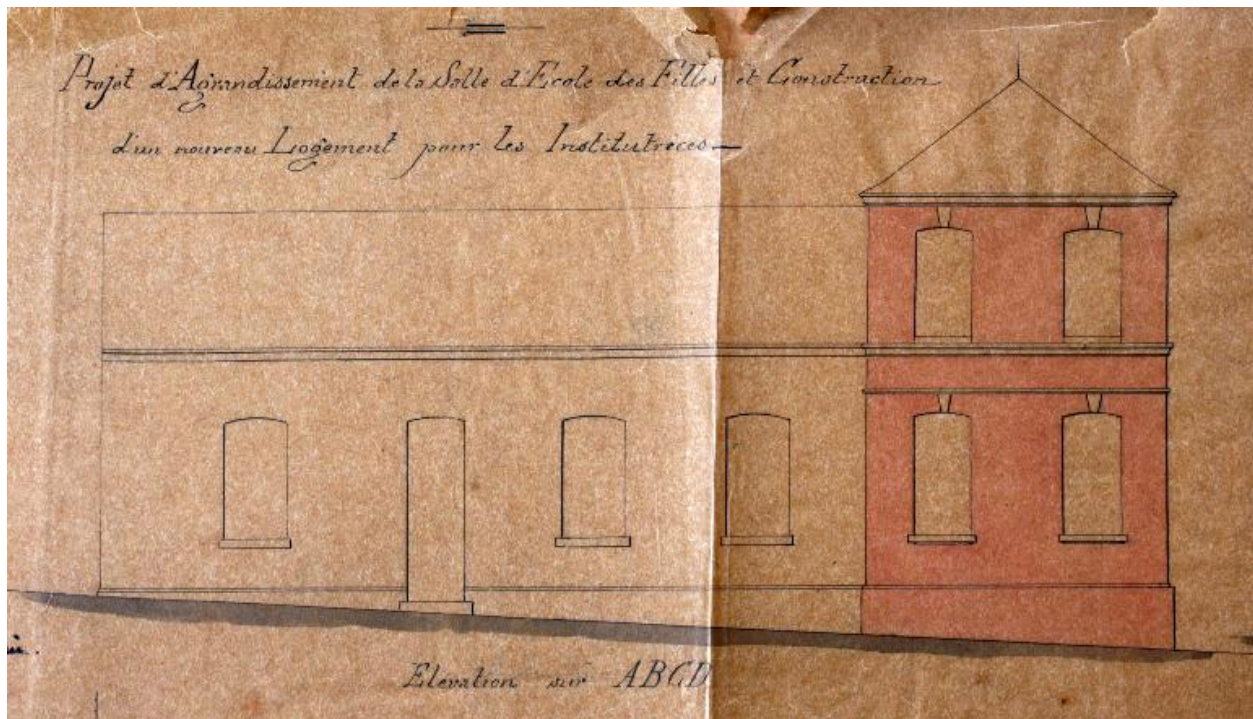 Projet d'Agrandissement de la Salle d'Ecole des Filles et Construction
d'un nouveau Logement pour les Institutrices
Elevation sur ABCD